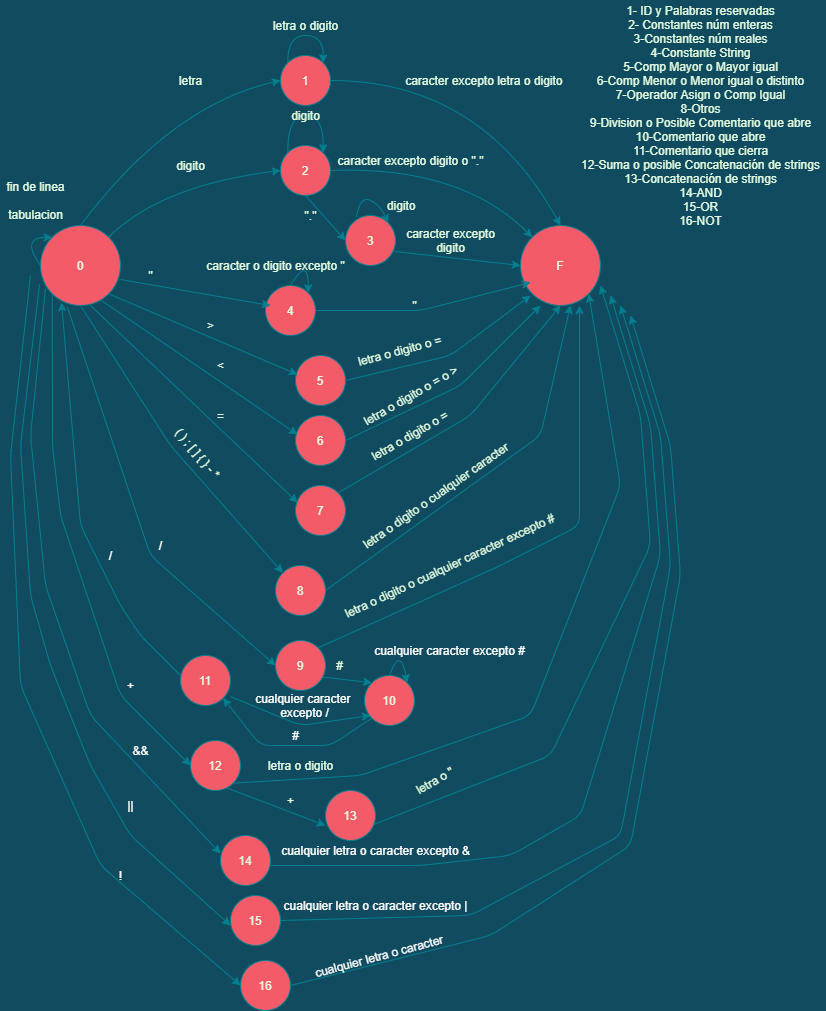 1- ID y Palabras reservadas
2- Constantes núm enteras
3-Constantes núm reales
4-Constante String
5-Comp Mayor o Mayor igual
6-Comp Menor o Menor igual o distinto
7-Operador Asign o Comp Igual
8-Otros
9-Division o Posible Comentario que abre
10-Comentario que abre
11-Comentario que cierra
12-Suma o posible Concatenación de strings
13-Concatenación de strings
14-AND
15-OR
16-NOT
letra o digito
letra
1
caracter excepto letra o digito
digito
digito
2
caracter excepto digito o "."
fin de linea
tabulacion
"."
digito
3
caracter excepto
digito
0
F
"
caracter o digito excepto "
4
"
>
5
letra o digito o =
<
6
letra o digito o = o >
=
7
letra o digito o =
( ) ; [ ] { } - *
8
letra o digito o cualquier caracter
/
/
9
letra o digito o cualquier caracter excepto #
#
cualquier caracter excepto #
11
10
cualquier caracter
excepto /
#
+
12
letra o digito
+
13
letra o "
&&
14
cualquier letra o caracter excepto &
||
15
cualquier letra o caracter excepto |
!
16
cualquier letra o caracter